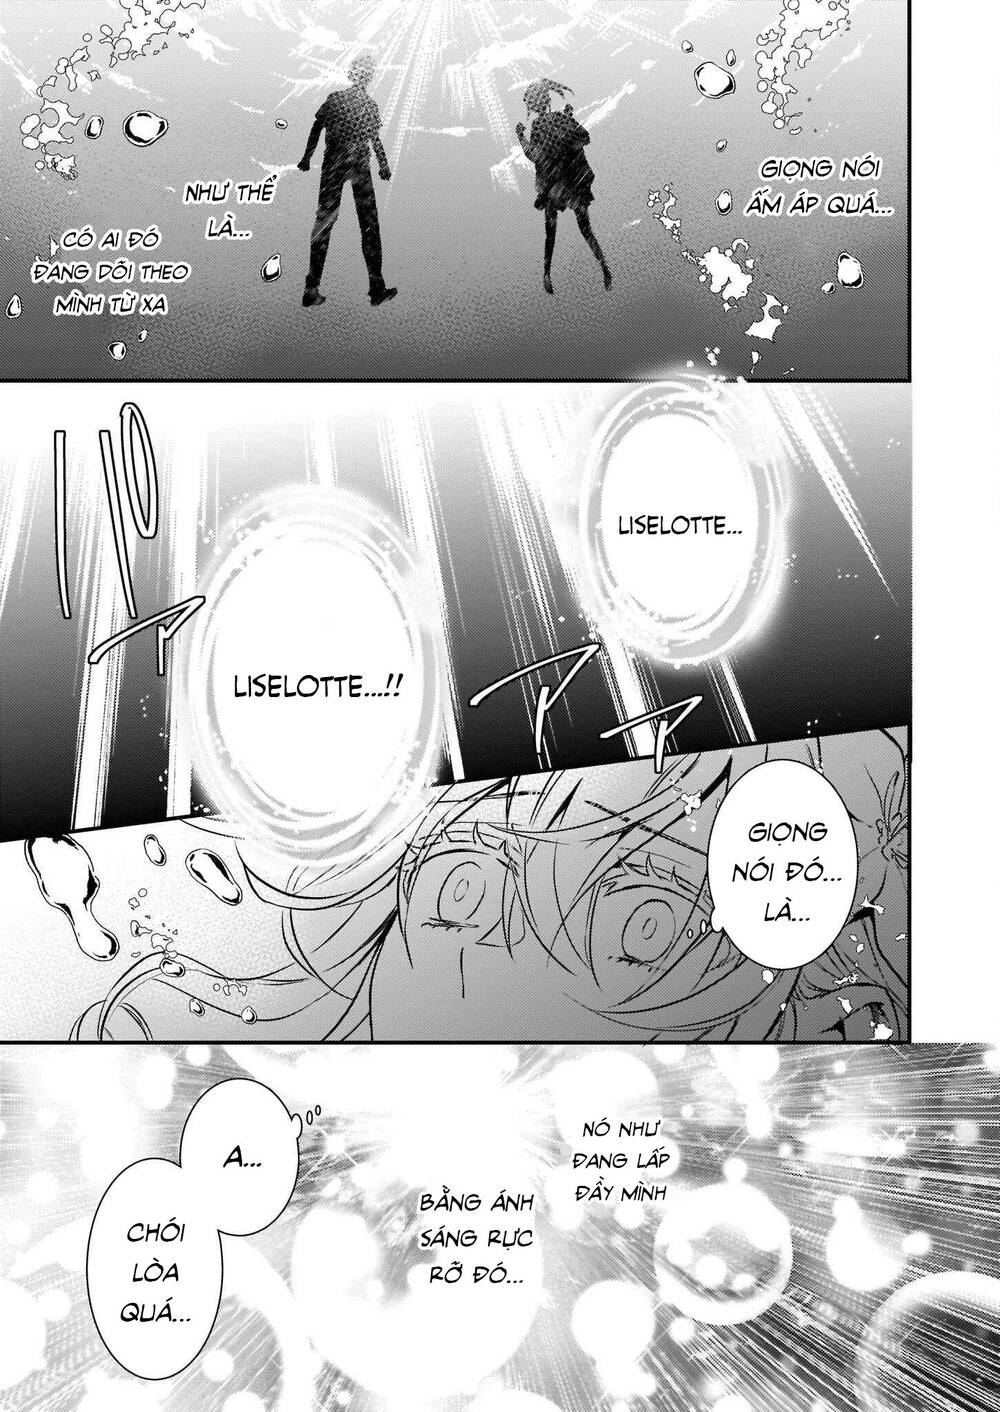 GIỌNG NÓI
ẤM ÁP QUÁ...
NHƯ THỂ
LÀ...
CÓ AI ĐÓ
ĐANG DÕI THEO
MÌNH TỪ XA
LISELOTTE...
LISELOTTE...!!
GIỌNG
NÓI ĐÓ...
LÀ...
NÓ NHƯ
ĐANG LẤP
ĐẦY MÌNH
BẰNG ÁNH
SÁNG RỰC
RỠ ĐÓ...
A...
CHÓI
LÒA
QUÁ...